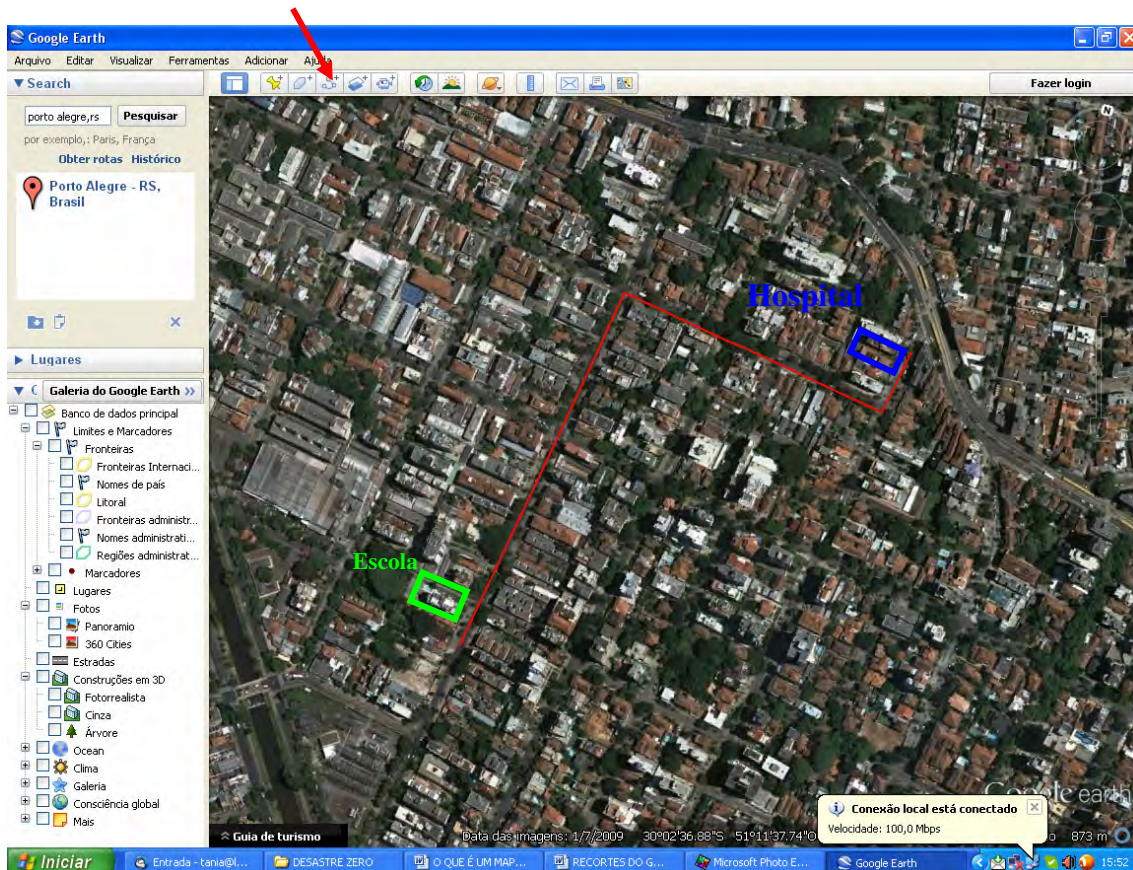 Google Earth
Arquivo Editar Visualizar Ferramentas Adicionar Ajuda
Search
Fazer login
porto alegre,rs Pesquisar
por exemplo,: Paris, França
Obter rotas Histórico
Porto Alegre - RS,
Brasil
N
Hospital
Lugares
Galeria do Google Earth >>
Banco de dados principal
Limites e Marcadores
Fronteiras
Fronteiras Internaci...
Nomes de país
Litoral
Fronteiras administr...
Nomes administrati...
Regiões administrat...
Marcadores
Escola
Lugares
Fotos
Panoramio
360 Cities
Estradas
Construções em 3D
Fotorrealista
Cinza
Árvore
Ocean
Clima
Galeria
Consciência global
Mais
Google earth
Conexão local está conectado
Velocidade: 100,0 Mbps
Guia de turismo
Data das imagens: 1/7/2009 30°02'36.88"S 51°11'37.74"O
873 m
Iniciar
Entrada - tania@l...
DESASTRE ZERO
O QUE É UM MAP...
RECORTES DO G...
Microsoft Photo E...
Google Earth
15:52